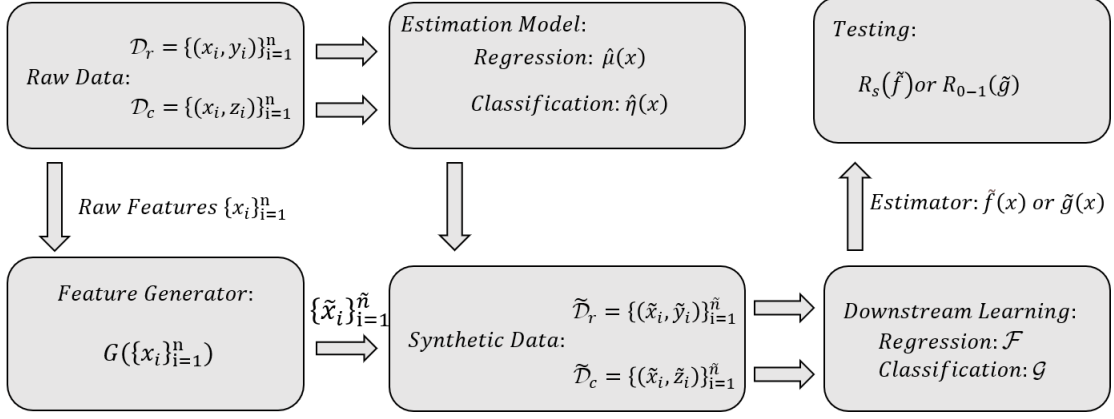 𝒟_r = {(x_i, y_i)}_{i=1}^n
Raw Data:
𝒟_c = {(x_i, z_i)}_{i=1}^n
Estimation Model:
Regression: μ̂(x)
Classification: η̂(x)
Testing:
R_s(f̃) or R_{0−1}(g̃)
Raw Features {x_i}_{i=1}^n
Estimator: f̃(x) or g̃(x)
Feature Generator:
G({x_i}_{i=1}^n)
{x̃_i}_{i=1}^ñ
𝒟̃_r = {(x̃_i, ỹ_i)}_{i=1}^ñ
Synthetic Data:
𝒟̃_c = {(x̃_i, z̃_i)}_{i=1}^ñ
Downstream Learning:
Regression: ℱ
Classification: 𝒢